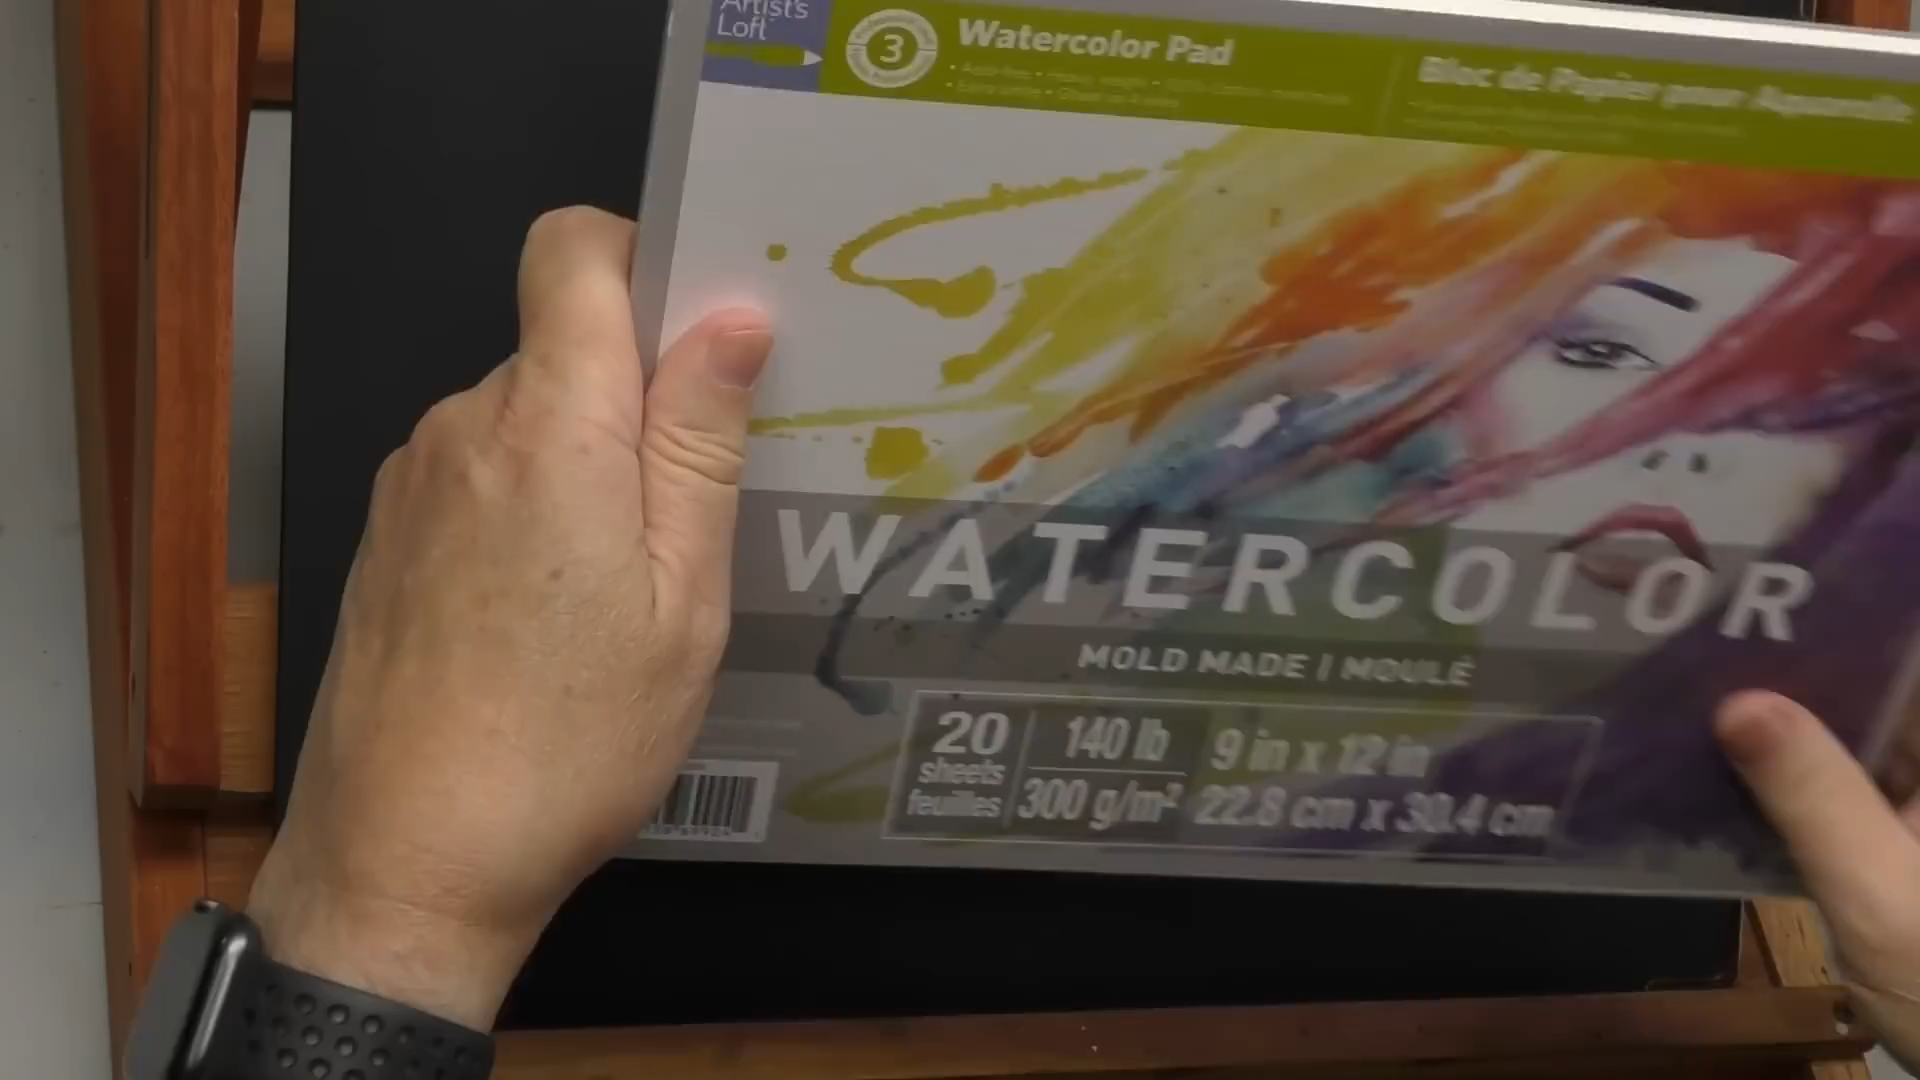 Artist's
Loft
3
Watercolor Pad
Bloc de Papier pour Aquarelle
WATERCOLOR
MOLD MADE / MOULÉ
20
sheets
feuilles
140 lb
300 g/m²
9 in x 12 in
22.8 cm x 30.4 cm